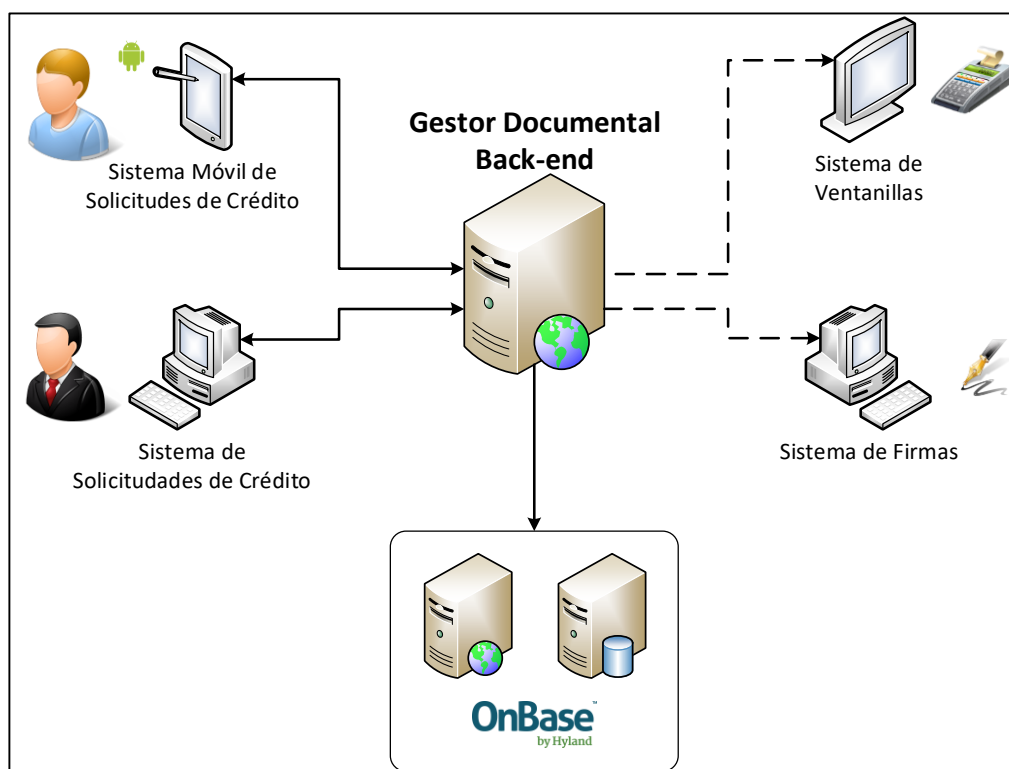 Gestor Documental
Back-end
Sistema Móvil de
Solicitudes de Crédito
Sistema de
Ventanillas
Sistema de
Solicitudades de Crédito
Sistema de Firmas
OnBase™
by Hyland